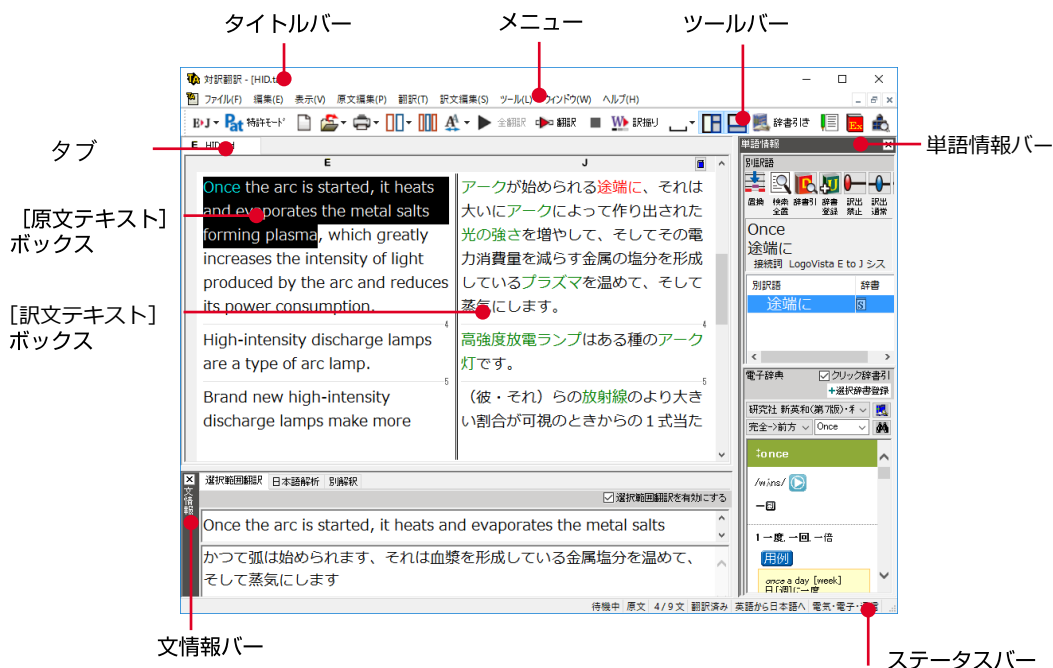 タイトルバー
メニュー
ツールバー
対訳翻訳 - [HID.t
ファイル(F) 編集(E) 表示(V) 原文編集(P) 翻訳(T) 訳文編集(S) ツール(L) ウィンドウ(W) ヘルプ(H)
E▸J Pat 特許モード 全翻訳 翻訳 訳振り 辞書引き Ex
タブ
E
単語情報
単語情報バー
E J
[原文テキスト]
ボックス
[訳文テキスト]
ボックス
Once the arc is started, it heats
and evaporates the metal salts
forming plasma, which greatly
increases the intensity of light
produced by the arc and reduces
its power consumption.
アークが始められる途端に、それは
大いにアークによって作り出された
光の強さを増やして、そしてその電
力消費量を減らす金属の塩分を形成
しているプラズマを温めて、そして
蒸気にします。
4
4
High-intensity discharge lamps
are a type of arc lamp.
高強度放電ランプはある種のアーク
灯です。
5
5
Brand new high-intensity
discharge lamps make more
（彼・それ）らの放射線のより大き
い割合が可視のときからの１式当た
別訳語
置換 検索 辞書引 辞書 訳出 訳出
全置 登録 禁止 通常
Once
途端に
接続詞 LogoVista E to J シス
別訳語 辞書
途端に S
電子辞典 クリック辞書引
+選択辞書登録
研究社 新英和(第7版)・
完全->前方 Once
‡once
/wʌns/
一回
1 一度, 一回, 一倍
用例
once a day [week]
日[週]に一度
文情報
選択範囲翻訳 日本語解析 別解釈
選択範囲翻訳を有効にする
Once the arc is started, it heats and evaporates the metal salts
かつて弧は始められます、それは血漿を形成している金属塩分を温めて、
そして蒸気にします
待機中 原文 4/9文 翻訳済み 英語から日本語へ 電気・電子・
文情報バー
ステータスバー